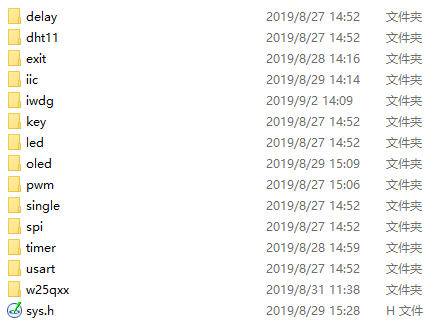 delay 2019/8/27 14:52 文件夹
dht11 2019/8/27 14:52 文件夹
exit 2019/8/28 14:16 文件夹
iic 2019/8/29 14:14 文件夹
iwdg 2019/9/2 14:09 文件夹
key 2019/8/27 14:52 文件夹
led 2019/8/27 14:52 文件夹
oled 2019/8/29 15:09 文件夹
pwm 2019/8/27 15:06 文件夹
single 2019/8/27 14:52 文件夹
spi 2019/8/27 14:52 文件夹
timer 2019/8/28 14:59 文件夹
usart 2019/8/27 14:52 文件夹
w25qxx 2019/8/31 11:38 文件夹
sys.h 2019/8/29 15:28 H 文件